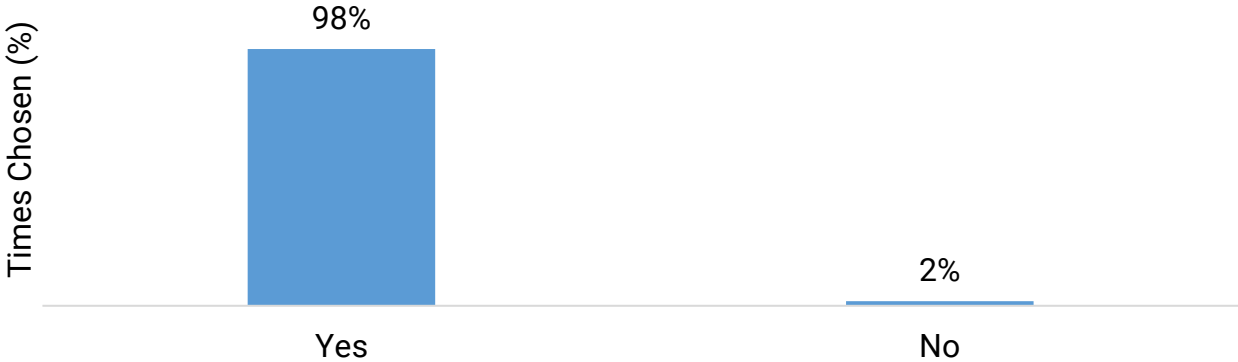 98%
Times Chosen (%)
2%
Yes
No